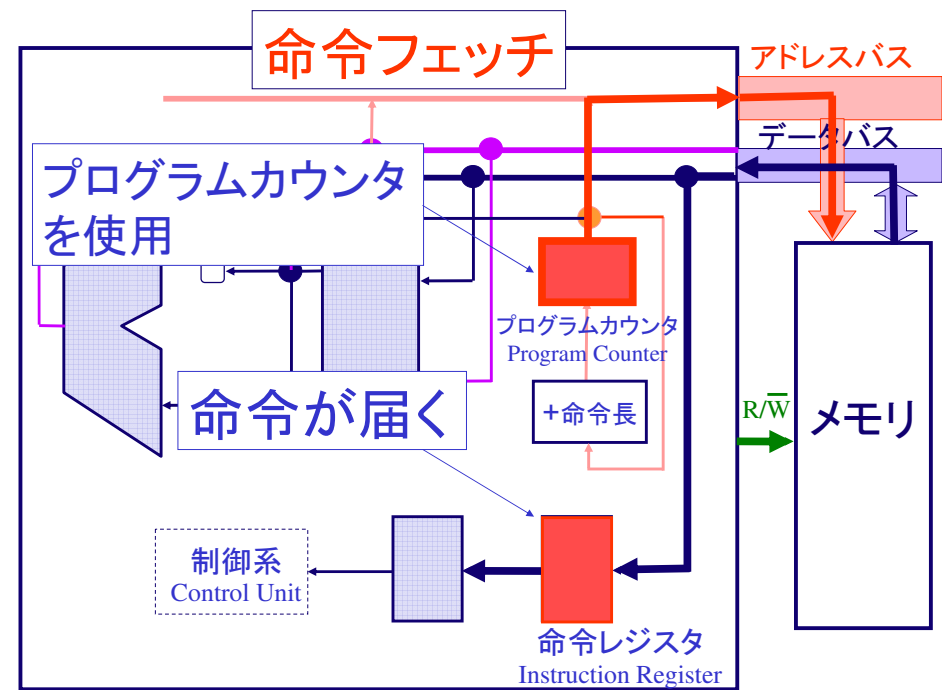 命令フェッチ
アドレスバス
データバス
プログラムカウンタ
を使用
プログラムカウンタ
Program Counter
命令が届く
+命令長
R/W̅
メモリ
制御系
Control Unit
命令レジスタ
Instruction Register